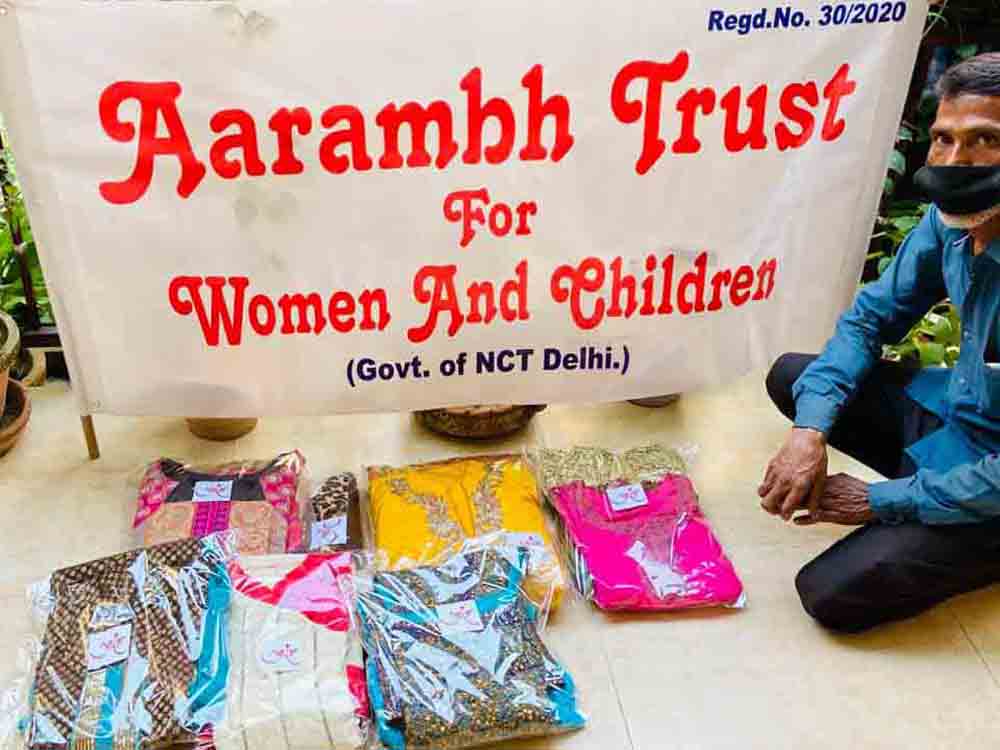 Regd.No. 30/2020
Aarambh Trust
For
Women And Children
(Govt. of NCT Delhi.)